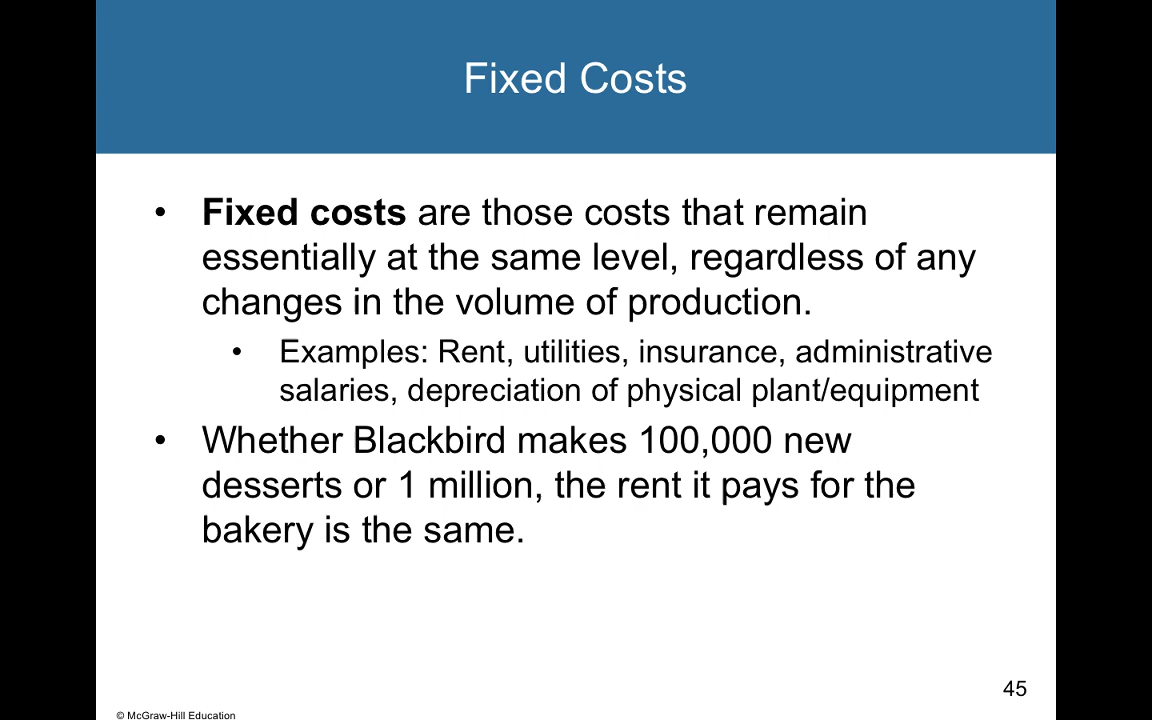 Fixed Costs
• Fixed costs are those costs that remain
essentially at the same level, regardless of any
changes in the volume of production.
• Examples: Rent, utilities, insurance, administrative
salaries, depreciation of physical plant/equipment
• Whether Blackbird makes 100,000 new
desserts or 1 million, the rent it pays for the
bakery is the same.
45
© McGraw-Hill Education